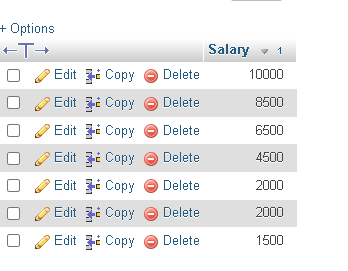 + Options
←T→ Salary 1
Edit Copy Delete 10000
Edit Copy Delete 8500
Edit Copy Delete 6500
Edit Copy Delete 4500
Edit Copy Delete 2000
Edit Copy Delete 2000
Edit Copy Delete 1500